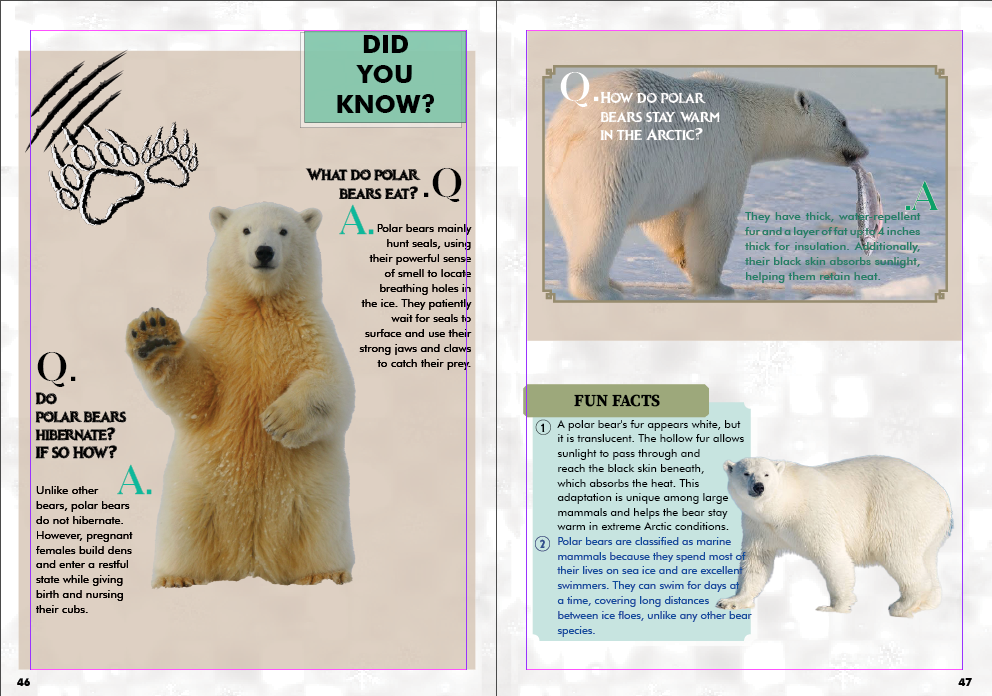 DID
YOU
KNOW?
WHAT DO POLAR
BEARS EAT? .Q
A. Polar bears mainly
hunt seals, using
their powerful sense
of smell to locate
breathing holes in
the ice. They patiently
wait for seals to
surface and use their
strong jaws and claws
to catch their prey.
Q.
DO
POLAR BEARS
HIBERNATE?
IF SO HOW?
A.
Unlike other
bears, polar bears
do not hibernate.
However, pregnant
females build dens
and enter a restful
state while giving
birth and nursing
their cubs.
46
Q. HOW DO POLAR
BEARS STAY WARM
IN THE ARCTIC?
.A
They have thick, water-repellent
fur and a layer of fat up to 4 inches
thick for insulation. Additionally,
their black skin absorbs sunlight,
helping them retain heat.
FUN FACTS
1 A polar bear's fur appears white, but
it is translucent. The hollow fur allows
sunlight to pass through and
reach the black skin beneath,
which absorbs the heat. This
adaptation is unique among large
mammals and helps the bear stay
warm in extreme Arctic conditions.
2 Polar bears are classified as marine
mammals because they spend most of
their lives on sea ice and are excellent
swimmers. They can swim for days at
a time, covering long distances
between ice floes, unlike any other bear
species.
47